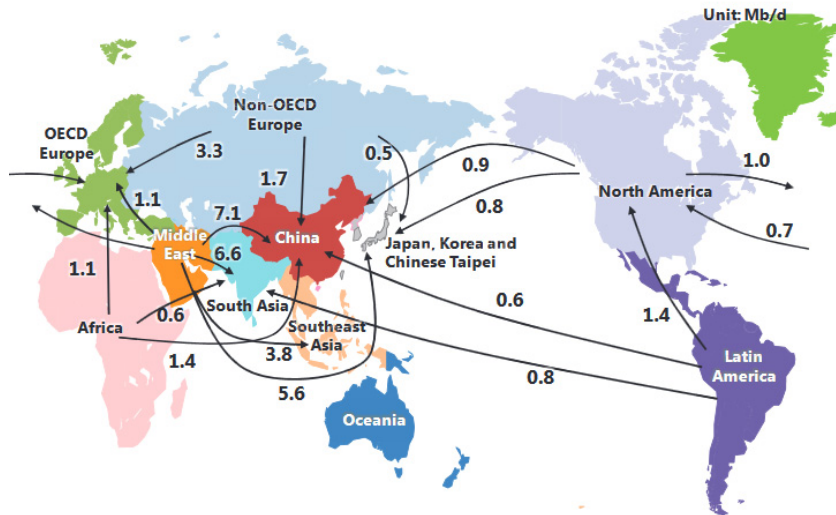 Unit: Mb/d
Non-OECD
Europe
OECD
Europe
3.3
0.5
0.9
1.0
1.7
North America
1.1
7.1
0.8
0.7
Middle
East
China
Japan, Korea and
Chinese Taipei
6.6
1.1
South Asia
0.6
0.6
1.4
Africa
Southeast
Asia
1.4
3.8
Latin
America
0.8
5.6
Oceania